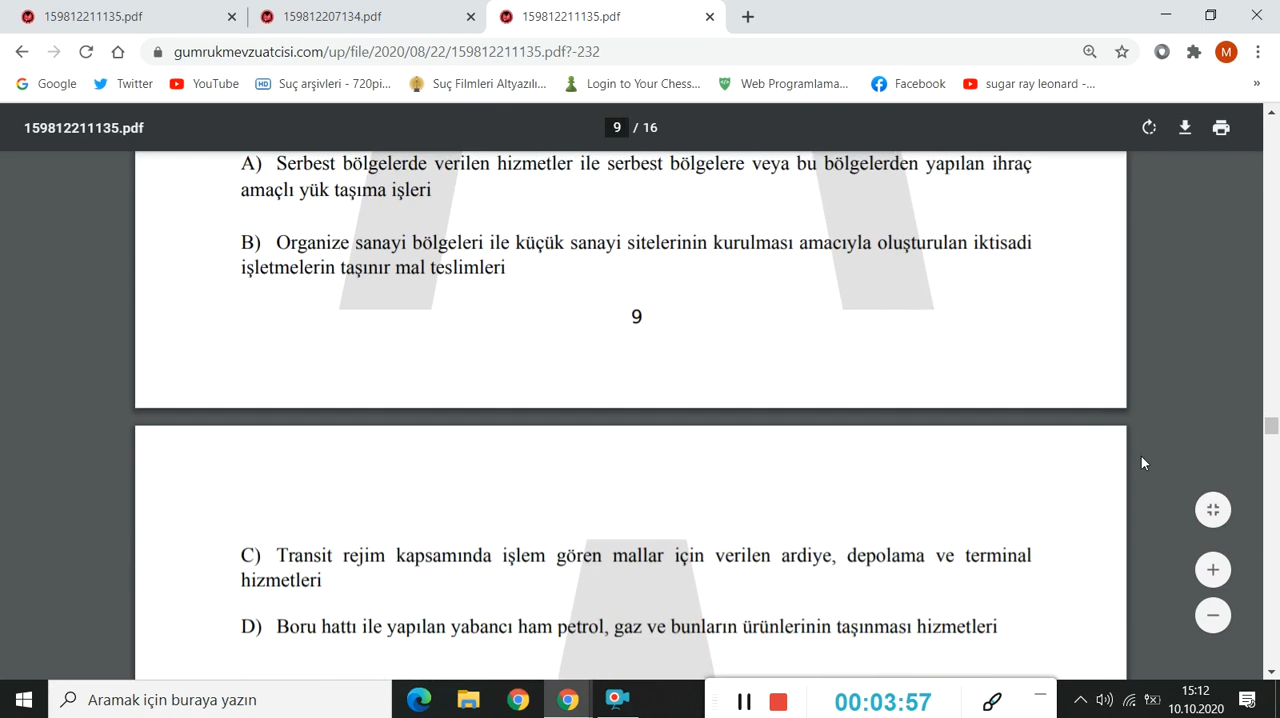 159812211135.pdf
159812207134.pdf
159812211135.pdf
gumrukmevzuatcisi.com/up/file/2020/08/22/159812211135.pdf?-232
M
Google
Twitter
YouTube
HD Suç arşivleri - 720pi...
Suç Filmleri Altyazılı...
Login to Your Chess...
Web Programlama...
Facebook
sugar ray leonard -...
»
159812211135.pdf
9 / 16
A) Serbest bölgelerde verilen hizmetler ile serbest bölgelere veya bu bölgelerden yapılan ihraç
amaçlı yük taşıma işleri
B) Organize sanayi bölgeleri ile küçük sanayi sitelerinin kurulması amacıyla oluşturulan iktisadi
işletmelerin taşınır mal teslimleri
9
C) Transit rejim kapsamında işlem gören mallar için verilen ardiye, depolama ve terminal
hizmetleri
D) Boru hattı ile yapılan yabancı ham petrol, gaz ve bunların ürünlerinin taşınması hizmetleri
Aramak için buraya yazın
00:03:57
15:12
10.10.2020